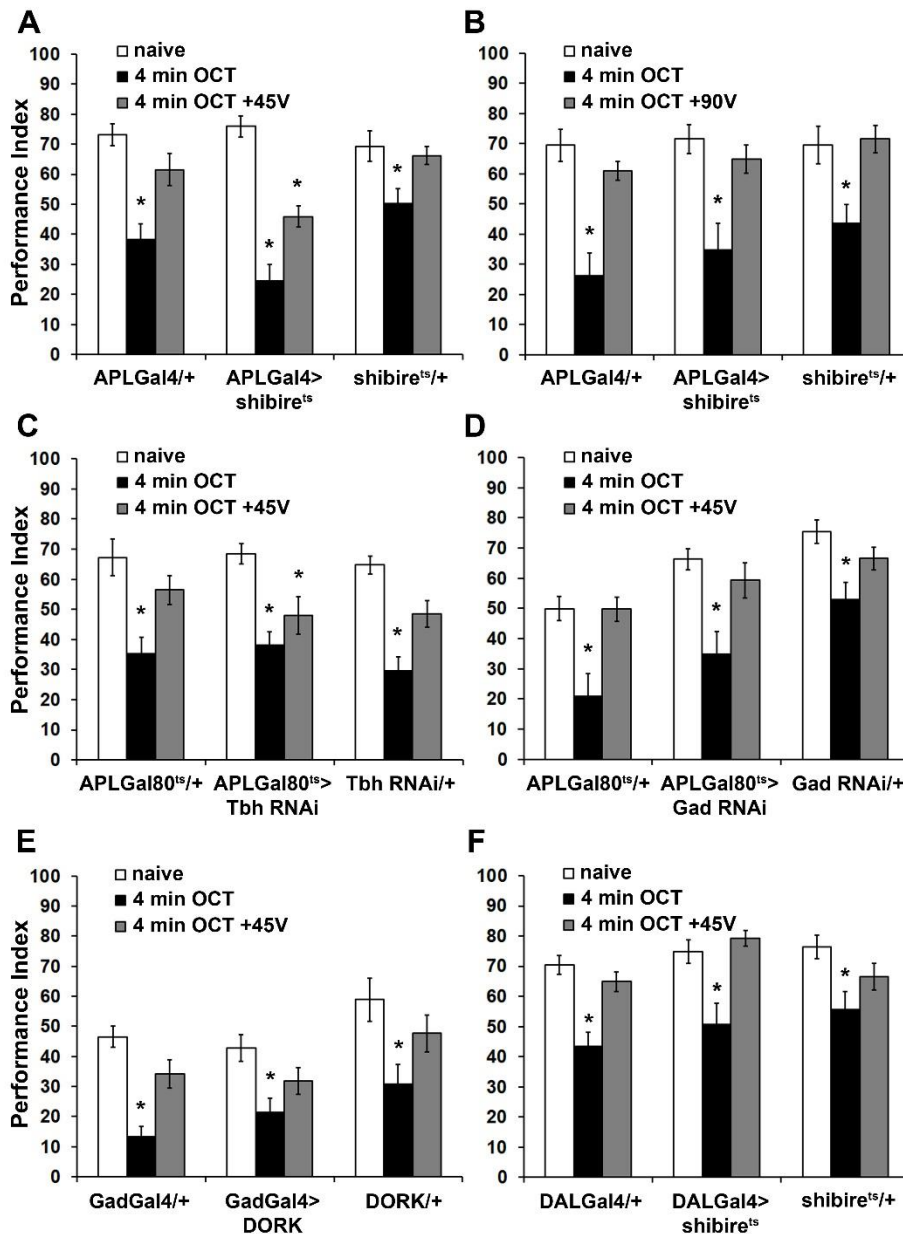 A
naive
4 min OCT
4 min OCT +45V
Performance Index
100
90
80
70
60
50
40
30
20
10
0
*
*
*
*
APLGal4/+
APLGal4>
shibireᵗˢ
shibireᵗˢ/+
B
naive
4 min OCT
4 min OCT +90V
100
90
80
70
60
50
40
30
20
10
0
*
*
*
APLGal4/+
APLGal4>
shibireᵗˢ
shibireᵗˢ/+
C
naive
4 min OCT
4 min OCT +45V
Performance Index
100
90
80
70
60
50
40
30
20
10
0
*
*
*
*
APLGal80ᵗˢ/+
APLGal80ᵗˢ>
Tbh RNAi
Tbh RNAi/+
D
naive
4 min OCT
4 min OCT +45V
100
90
80
70
60
50
40
30
20
10
0
*
*
*
APLGal80ᵗˢ/+
APLGal80ᵗˢ>
Gad RNAi
Gad RNAi/+
E
naive
4 min OCT
4 min OCT +45V
Performance Index
100
90
80
70
60
50
40
30
20
10
0
*
*
*
GadGal4/+
GadGal4>
DORK
DORK/+
F
naive
4 min OCT
4 min OCT +45V
100
90
80
70
60
50
40
30
20
10
0
*
*
*
DALGal4/+
DALGal4>
shibireᵗˢ
shibireᵗˢ/+